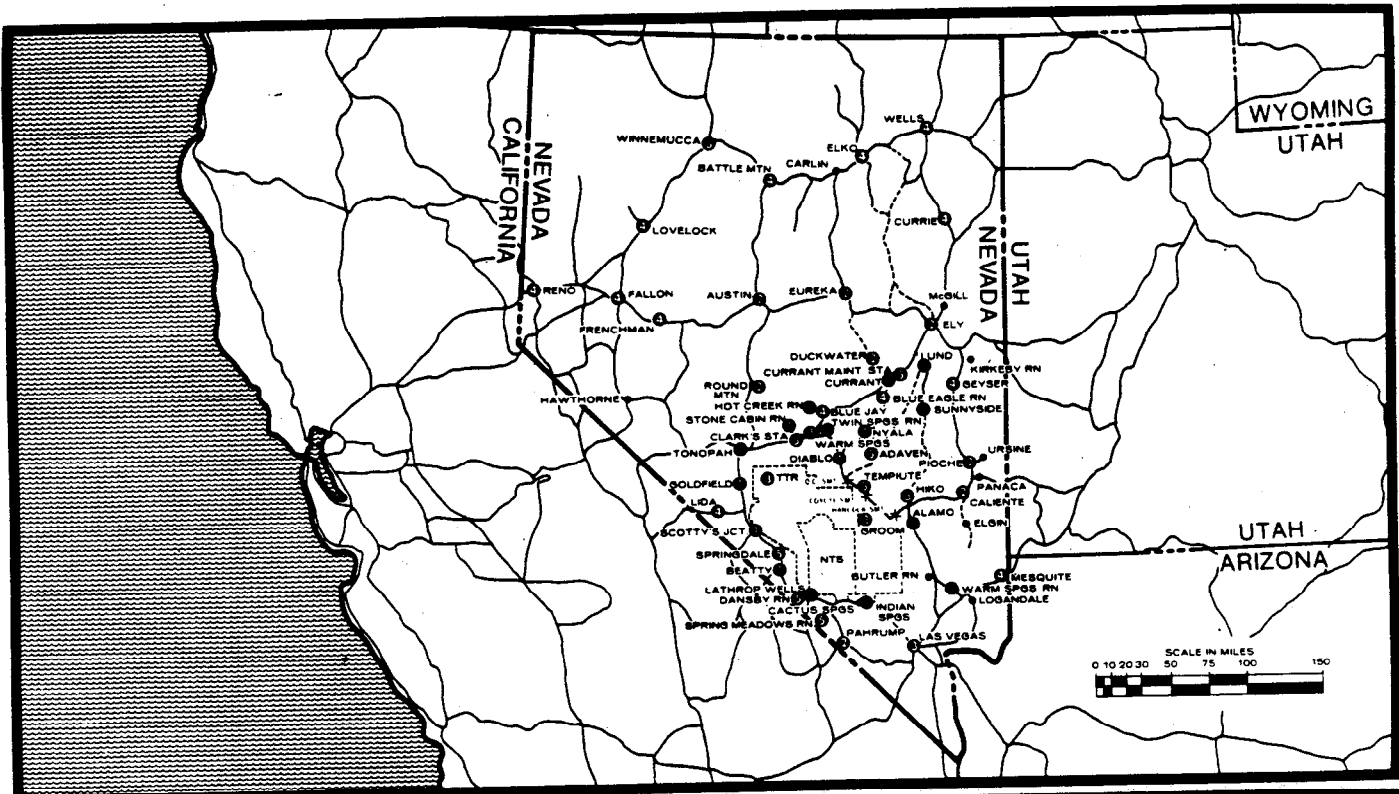 WYOMING
UTAH
NEVADA
CALIFORNIA
WELLS
WINNEMUCCA
ELKO
CARLIN
BATTLE MTN
CURRIE
LOVELOCK
UTAH
NEVADA
RENO
FALLON
AUSTIN
EUREKA
McGILL
FRENCHMAN
ELY
DUCKWATER
LUND
KIRKEBY RN
CURRANT MAINT STA
CURRANT
GEYSER
ROUND
MTN
HAWTHORNE
BLUE EAGLE RN
HOT CREEK RN
BLUE JAY
SUNNYSIDE
STONE CABIN RN
TWIN SPGS RN
NYALA
CLARK'S STA
WARM SPGS
TONOPAH
DIABLO
ADAVEN
URSINE
PIOCHE
TTR
TEMPIUTE
PANACA
GOLDFIELD
HIKO
CALIENTE
LIDA
ALAMO
SCOTTY'S JCT
GROOM
ELGIN
UTAH
ARIZONA
SPRINGDALE
NTS
BEATTY
BUTLER RN
MESQUITE
LATHROP WELLS
WARM SPGS RN
DANSBY RN
LOGANDALE
CACTUS SPGS
INDIAN
SPGS
SPRING MEADOWS RN
PAHRUMP
LAS VEGAS
SCALE IN MILES
0 10 20 30 50 75 100 150